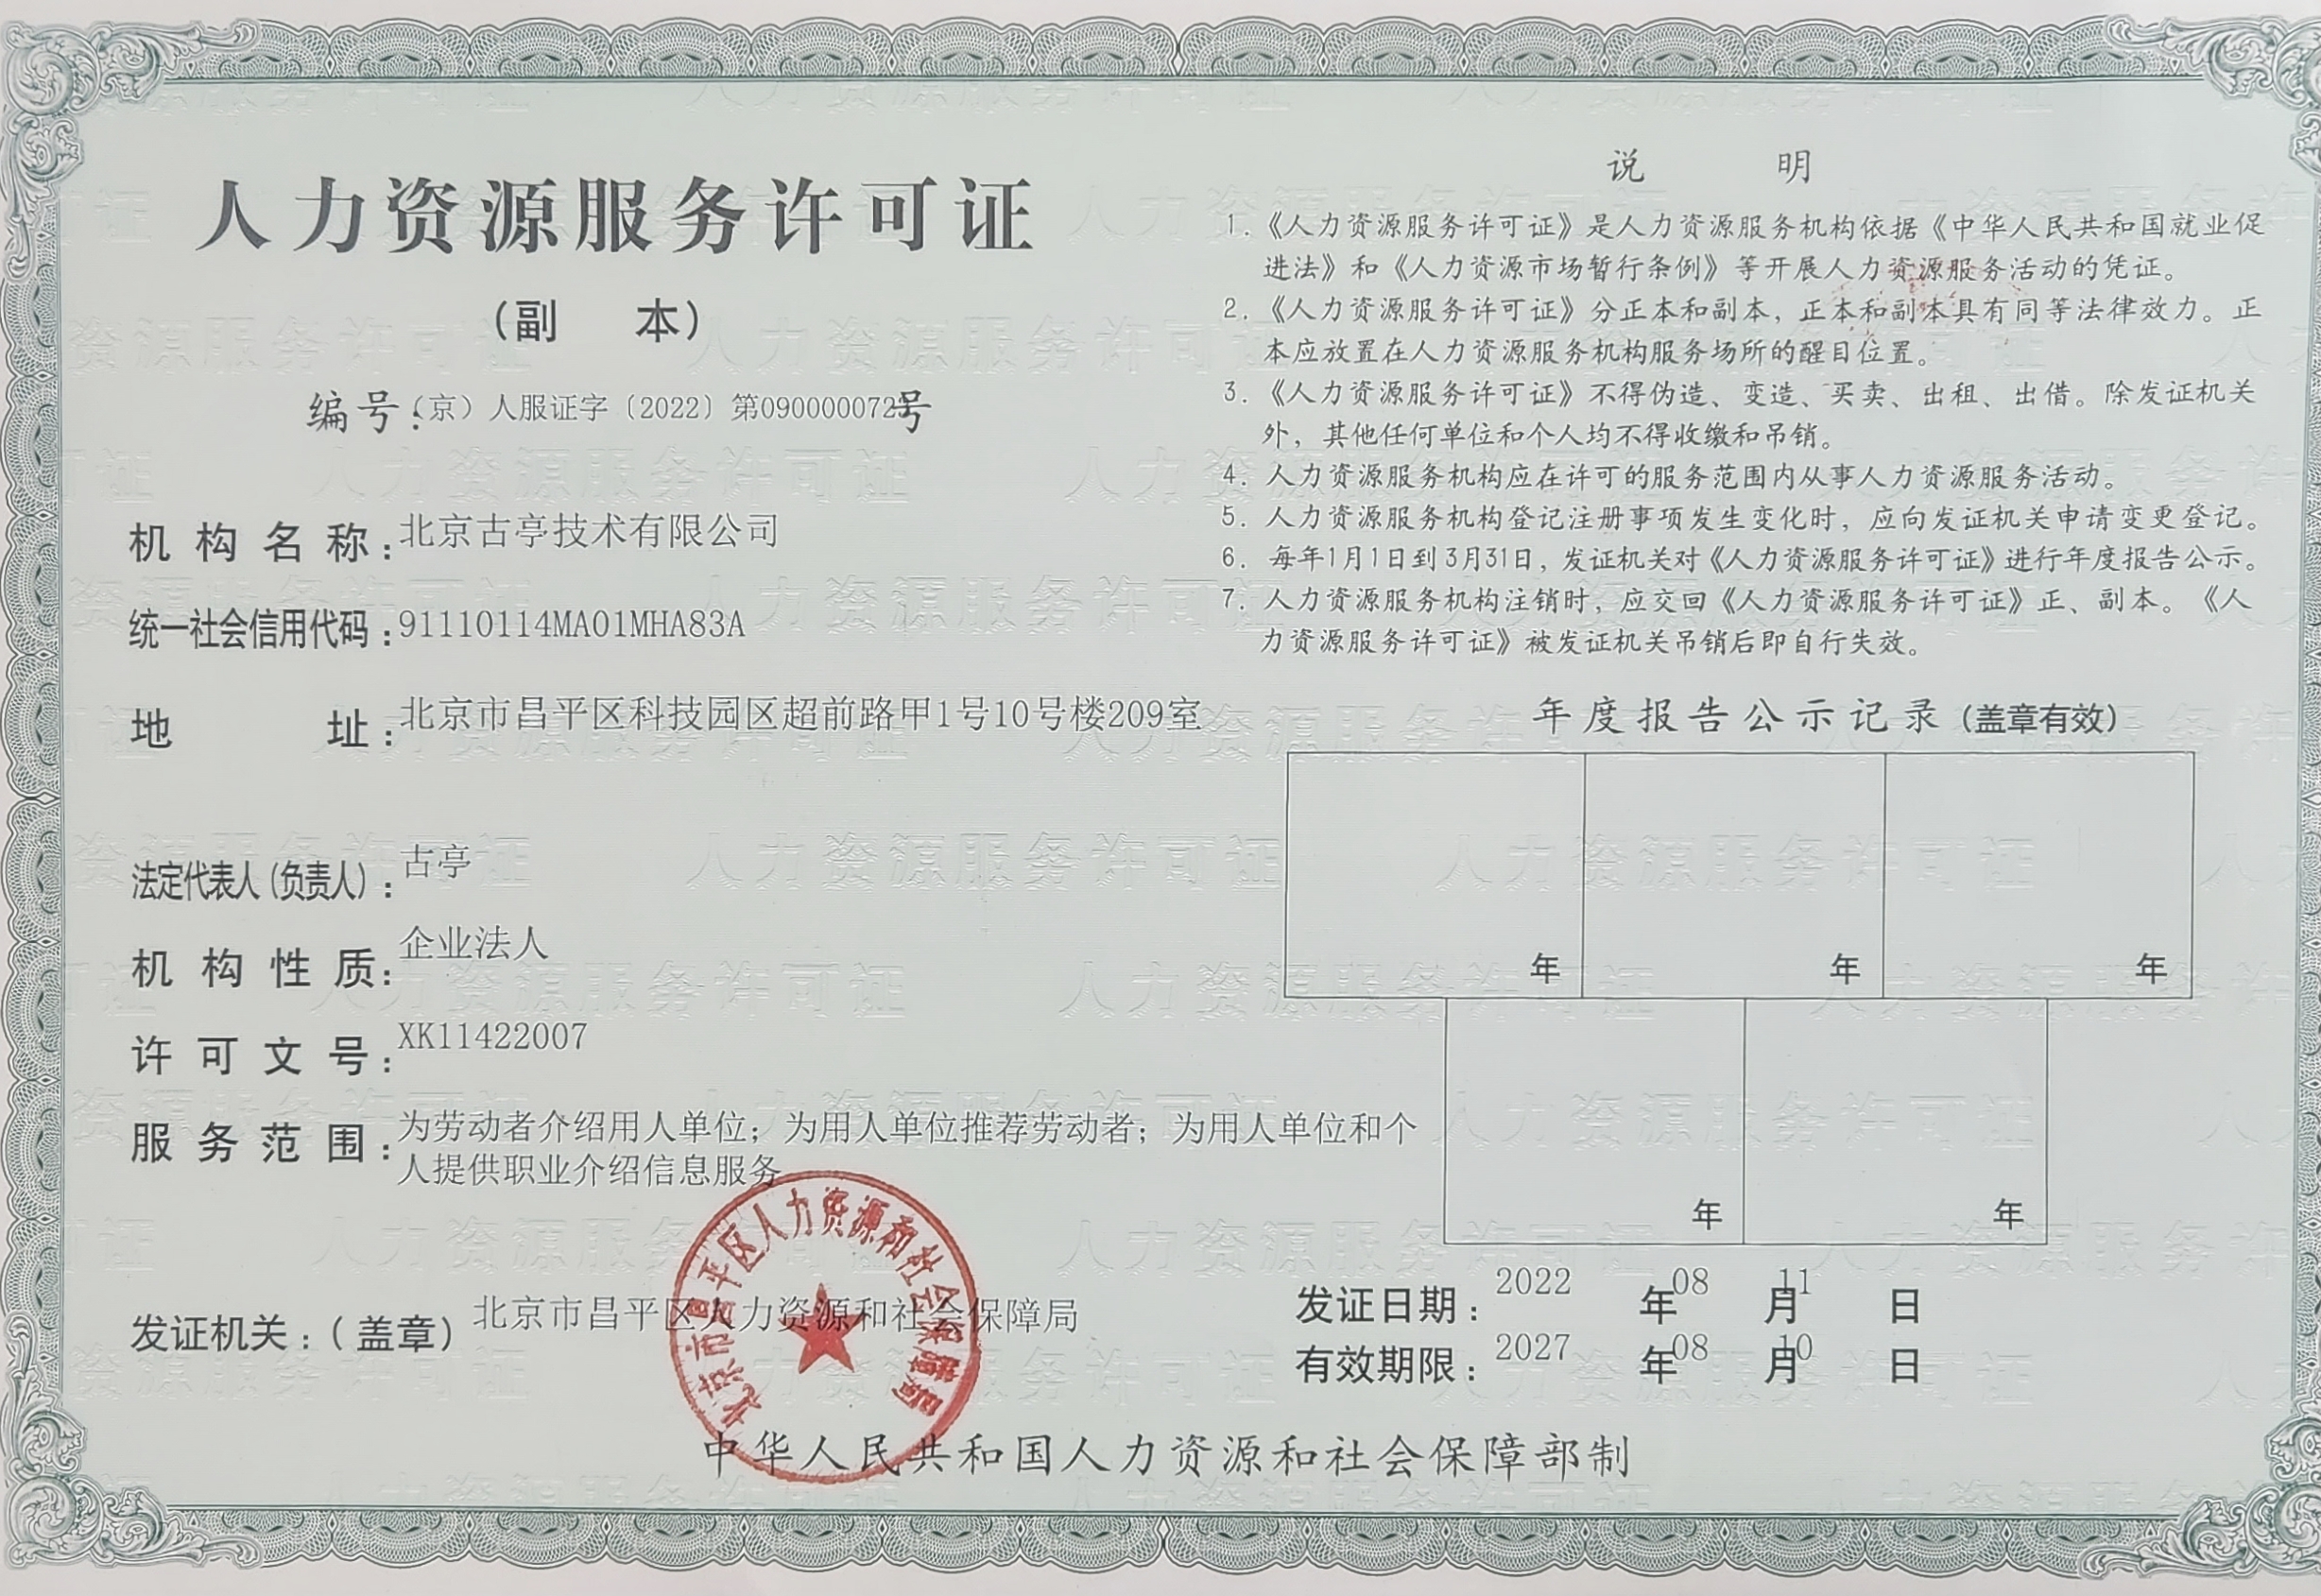 人力资源服务许可证
（副 本）
编号：（京）人服证字〔2022〕第09000007号
机构名称：北京古亭技术有限公司
统一社会信用代码：91110114MA01MHA83A
地 址：北京市昌平区科技园区超前路甲1号10号楼209室
法定代表人(负责人)：古亭
机构性质：企业法人
许可文号：XK11422007
服务范围：为劳动者介绍用人单位；为用人单位推荐劳动者；为用人单位和个
人提供职业介绍信息服务
发证机关：(盖章) 北京市昌平区人力资源和社会保障局
北京市昌平区人力资源和社会保障局
说 明
1.《人力资源服务许可证》是人力资源服务机构依据《中华人民共和国就业促
进法》和《人力资源市场暂行条例》等开展人力资源服务活动的凭证。
2.《人力资源服务许可证》分正本和副本，正本和副本具有同等法律效力。正
本应放置在人力资源服务机构服务场所的醒目位置。
3.《人力资源服务许可证》不得伪造、变造、买卖、出租、出借。除发证机关
外，其他任何单位和个人均不得收缴和吊销。
4. 人力资源服务机构应在许可的服务范围内从事人力资源服务活动。
5. 人力资源服务机构登记注册事项发生变化时，应向发证机关申请变更登记。
6. 每年1月1日到3月31日，发证机关对《人力资源服务许可证》进行年度报告公示。
7. 人力资源服务机构注销时，应交回《人力资源服务许可证》正、副本。《人
力资源服务许可证》被发证机关吊销后即自行失效。
年度报告公示记录(盖章有效)
年 年 年
年 年
发证日期：2022 年08 月11 日
有效期限：2027 年08 月10 日
中华人民共和国人力资源和社会保障部制